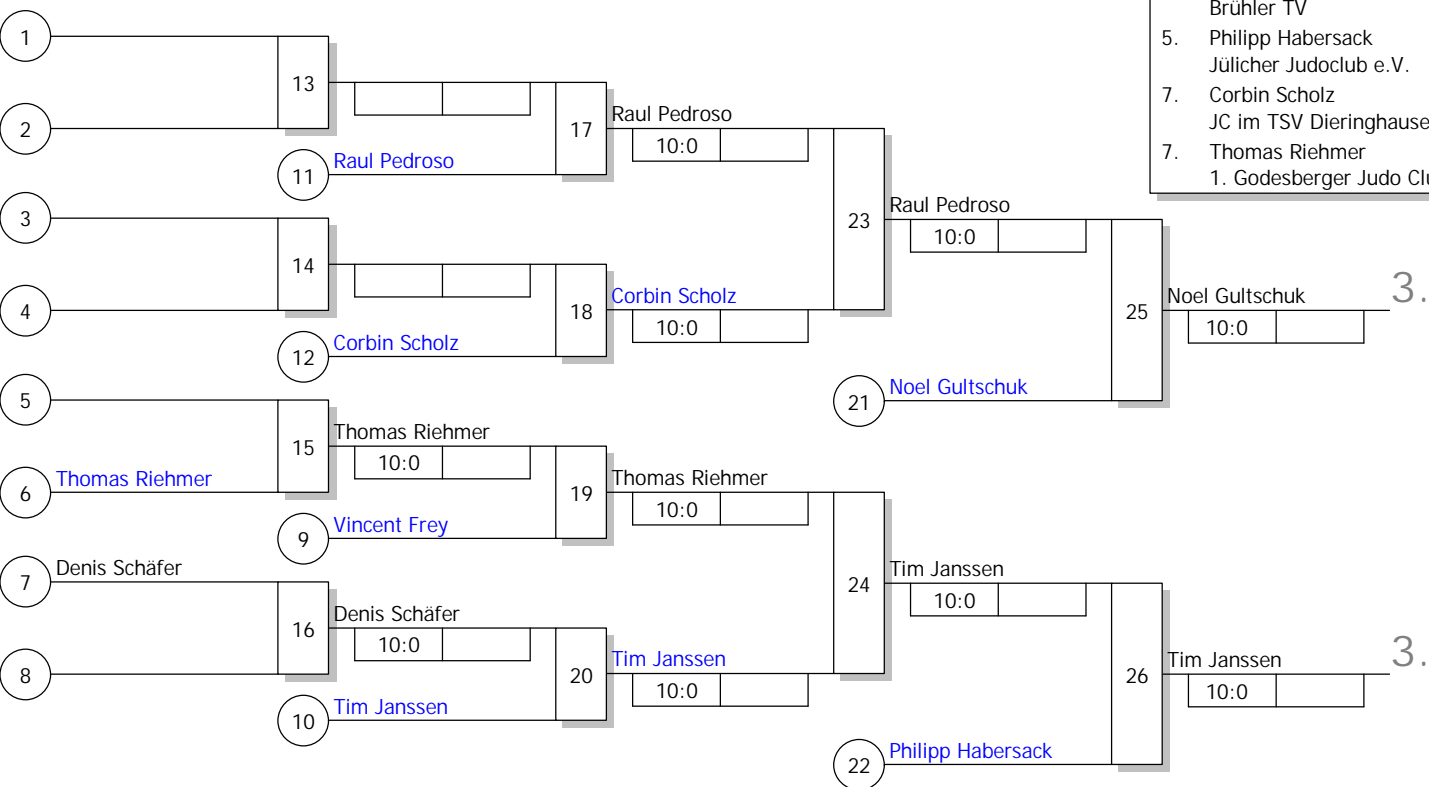 Brühler TV
5. Philipp Habersack
Jülicher Judoclub e.V.
7. Corbin Scholz
JC im TSV Dieringhause
7. Thomas Riehmer
1. Godesberger Judo Clu
1
13
2
17
Raul Pedroso
10:0
11
Raul Pedroso
3
23
Raul Pedroso
10:0
14
4
18
Corbin Scholz
10:0
12
Corbin Scholz
25
Noel Gultschuk
3.
10:0
5
21
Noel Gultschuk
15
Thomas Riehmer
10:0
6
Thomas Riehmer
19
Thomas Riehmer
10:0
9
Vincent Frey
7
Denis Schäfer
24
Tim Janssen
10:0
16
Denis Schäfer
10:0
8
20
Tim Janssen
10:0
10
Tim Janssen
26
Tim Janssen
3.
10:0
22
Philipp Habersack